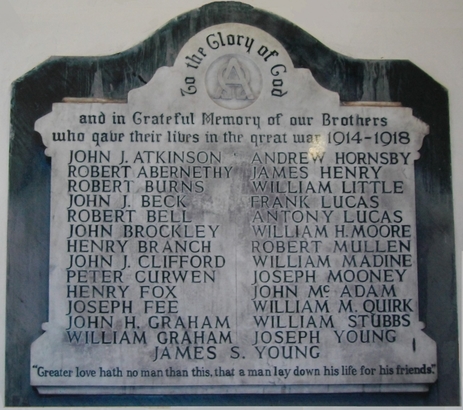 To the Glory of God
and in Grateful Memory of our Brothers
who gave their lives in the great war 1914-1918
JOHN J. ATKINSON ANDREW HORNSBY
ROBERT ABERNETHY JAMES HENRY
ROBERT BURNS WILLIAM LITTLE
JOHN J. BECK FRANK LUCAS
ROBERT BELL ANTONY LUCAS
JOHN BROCKLEY WILLIAM H. MOORE
HENRY BRANCH ROBERT MULLEN
JOHN J. CLIFFORD WILLIAM MADINE
PETER CURWEN JOSEPH MOONEY
HENRY FOX JOHN Mc ADAM
JOSEPH FEE WILLIAM M. QUIRK
JOHN H. GRAHAM WILLIAM STUBBS
WILLIAM GRAHAM JOSEPH YOUNG
JAMES S. YOUNG
"Greater love hath no man than this, that a man lay down his life for his friends."